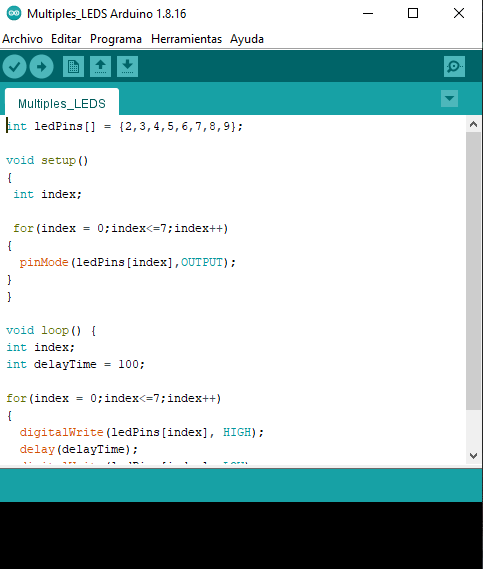 Multiples_LEDS Arduino 1.8.16
Archivo Editar Programa Herramientas Ayuda
Multiples_LEDS
int ledPins[] = {2,3,4,5,6,7,8,9};
void setup()
{
int index;
for(index = 0;index<=7;index++)
{
pinMode(ledPins[index],OUTPUT);
}
}
void loop() {
int index;
int delayTime = 100;
for(index = 0;index<=7;index++)
{
digitalWrite(ledPins[index], HIGH);
delay(delayTime);